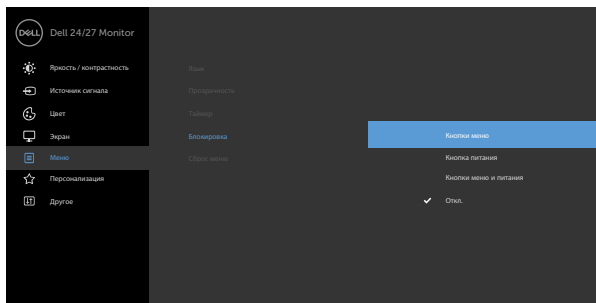 DELL Dell 24/27 Monitor
Яркость / контрастность
Источник сигнала
Цвет
Экран
Меню
Персонализация
Другое
Язык
Прозрачность
Таймер
Блокировка
Сброс меню
Кнопки меню
Кнопка питания
Кнопки меню и питания
Откл.